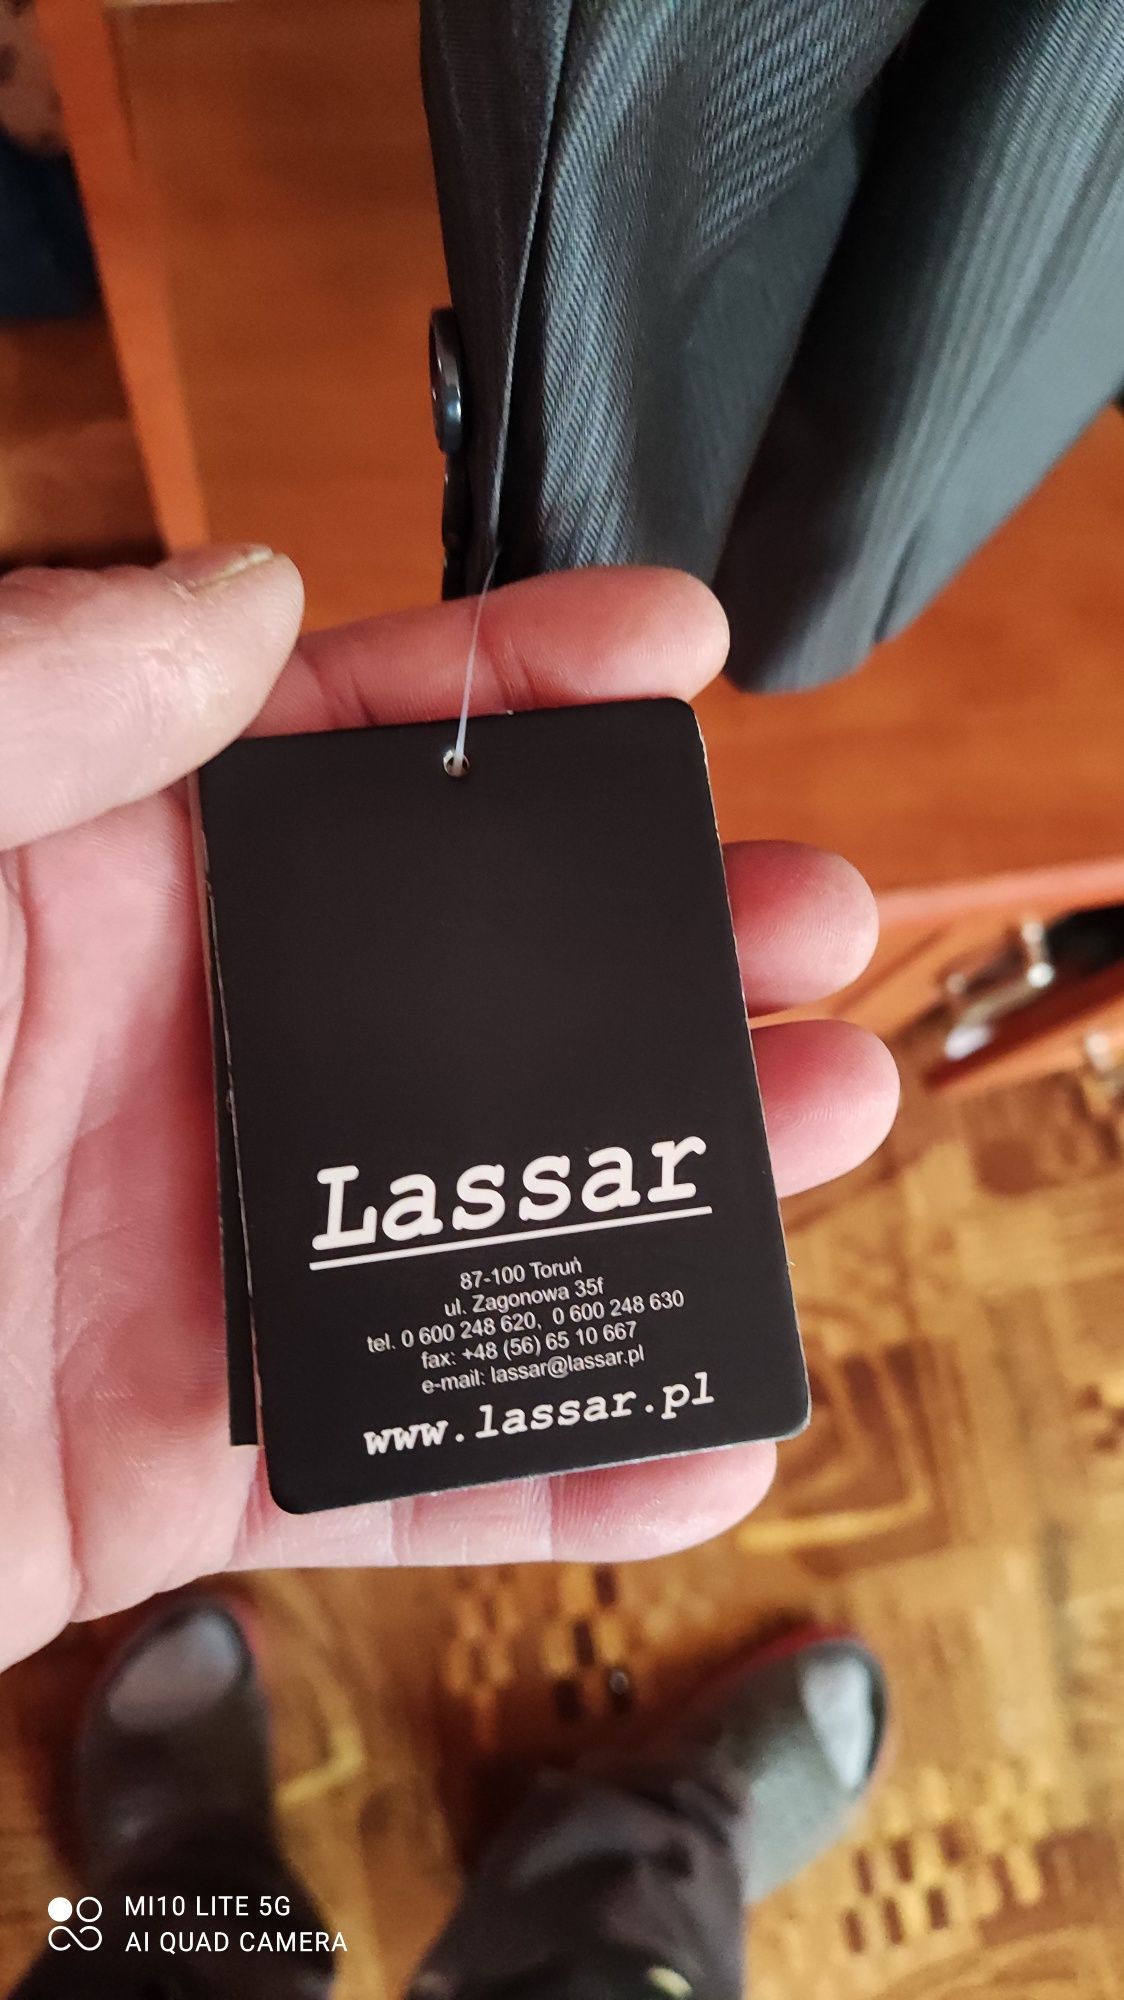 Lassar
87-100 Toruń
ul. Zagonowa 35f
tel. 0 600 248 620, 0 600 248 630
fax: +48 (56) 65 10 667
e-mail: lassar@lassar.pl
www.lassar.pl
MI10 LITE 5G
AI QUAD CAMERA